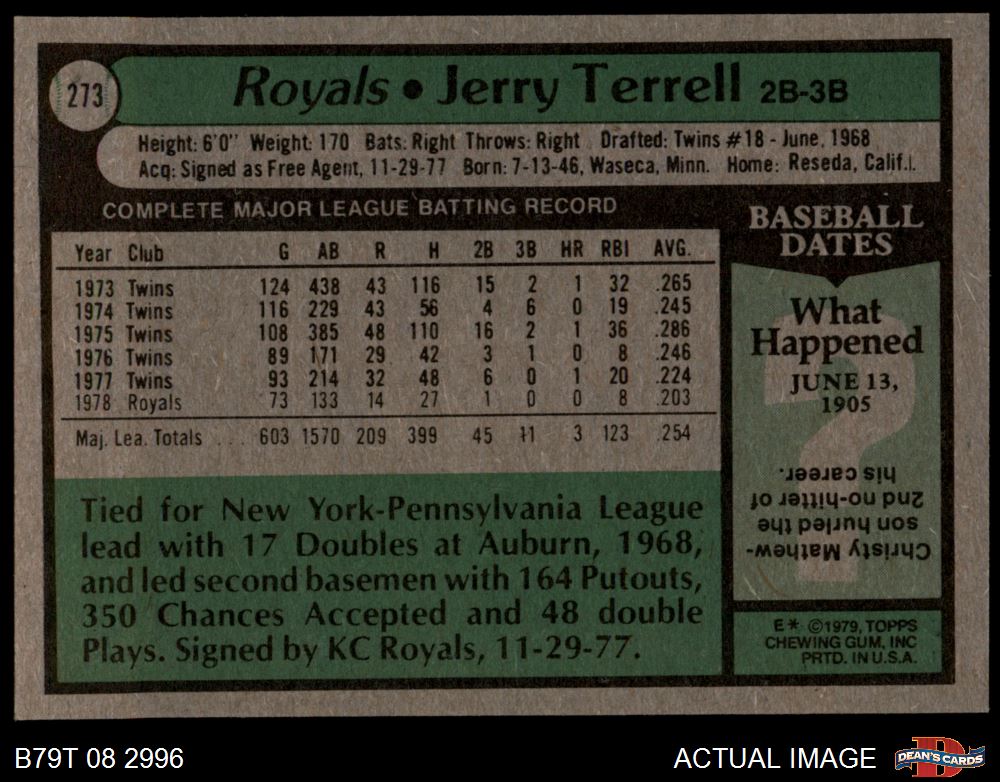 273
Royals • Jerry Terrell 2B-3B
Height: 6'0" Weight: 170 Bats: Right Throws: Right Drafted: Twins #18 - June, 1968
Acq: Signed as Free Agent, 11-29-77 Born: 7-13-46, Waseca, Minn. Home: Reseda, Calif.
COMPLETE MAJOR LEAGUE BATTING RECORD
Year Club G AB R H 2B 3B HR RBI AVG.
1973 Twins 124 438 43 116 15 2 1 32 .265
1974 Twins 116 229 43 56 4 6 0 19 .245
1975 Twins 108 385 48 110 16 2 1 36 .286
1976 Twins 89 171 29 42 3 1 0 8 .246
1977 Twins 93 214 32 48 6 0 1 20 .224
1978 Royals 73 133 14 27 1 0 0 8 .203
Maj. Lea. Totals ... 603 1570 209 399 45 11 3 123 .254
Tied for New York-Pennsylvania League
lead with 17 Doubles at Auburn, 1968,
and led second basemen with 164 Putouts,
350 Chances Accepted and 48 double
Plays. Signed by KC Royals, 11-29-77.
BASEBALL
DATES
What
Happened
JUNE 13,
1905
?
Christy Mathew-
son hurled the
2nd no-hitter of
his career.
E* ©1979, TOPPS
CHEWING GUM, INC
PRTD. IN U.S.A.
B79T 08 2996
ACTUAL IMAGE
D
DEAN'S CARDS